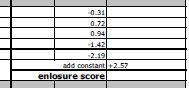 -0.31
0.72
0.94
-1.42
-2.19
add constant +2.57
enlosure score